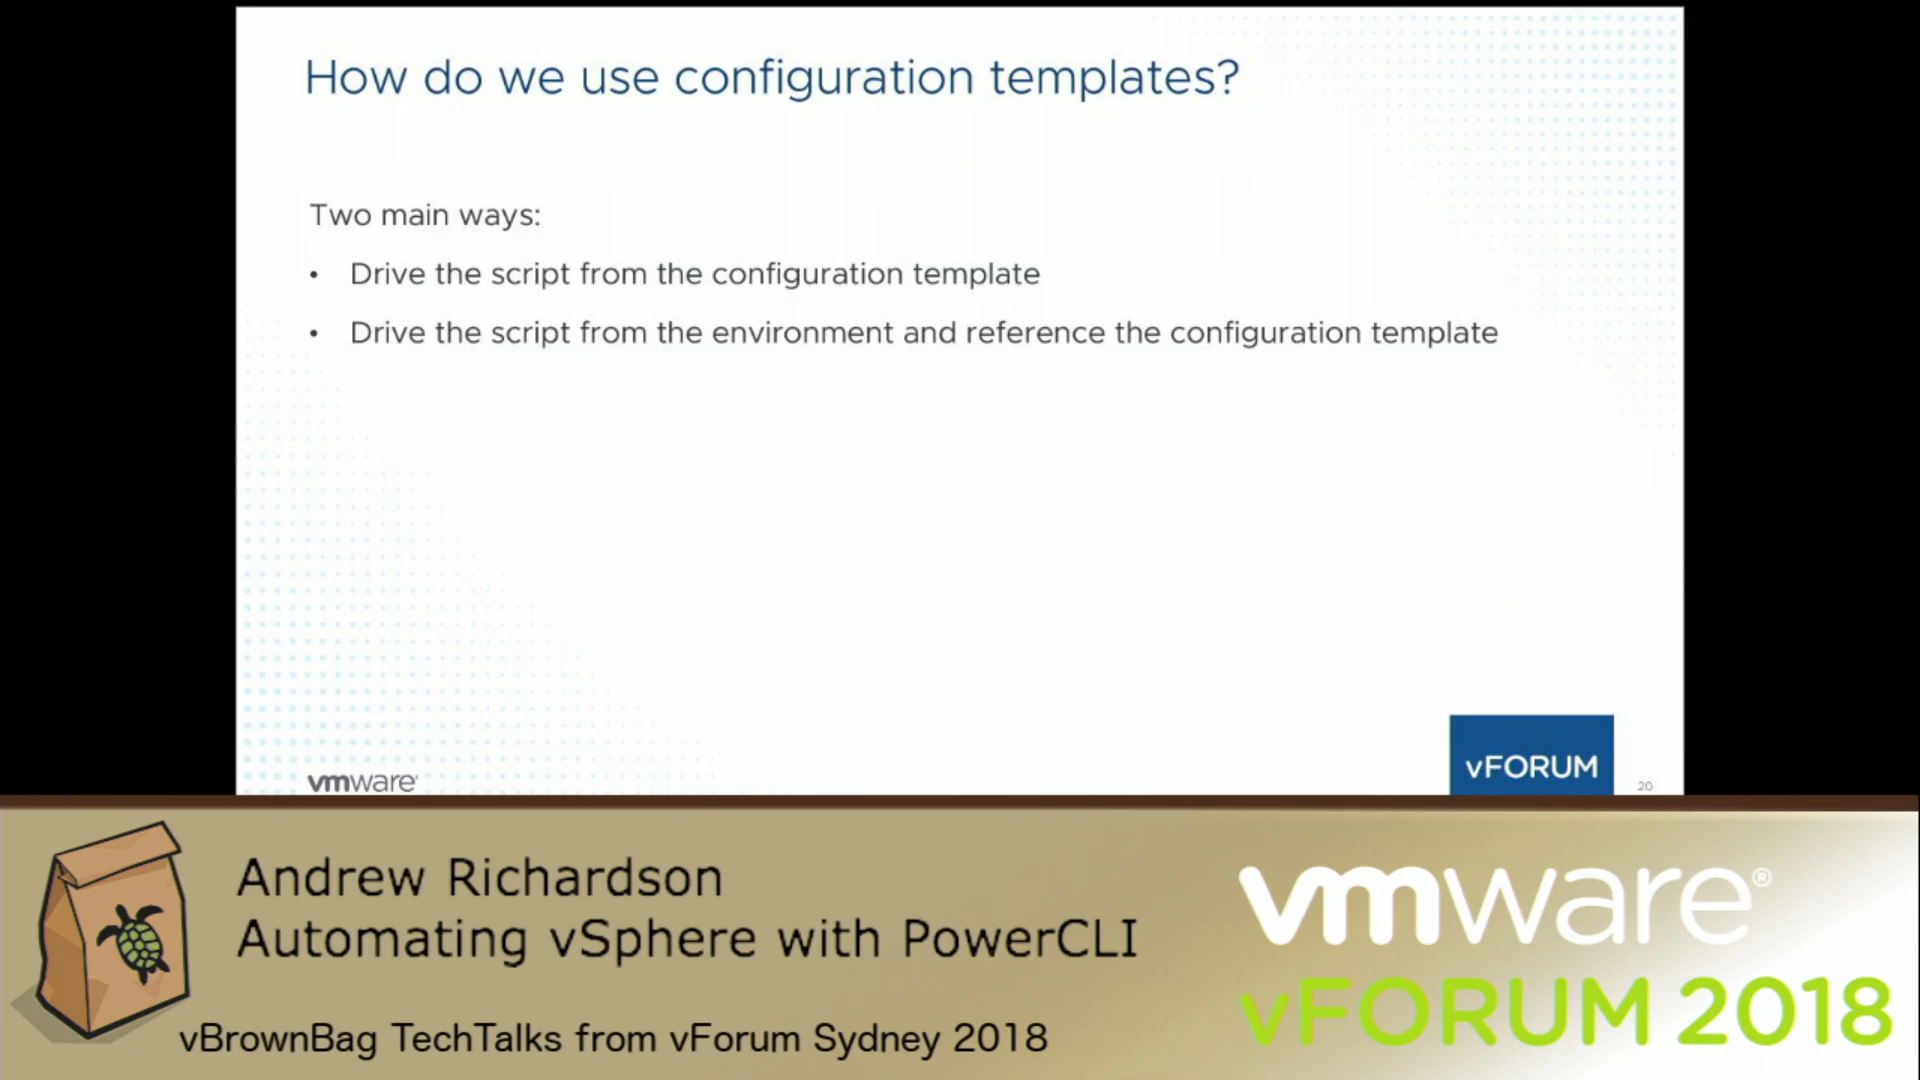 How do we use configuration templates?
Two main ways:
• Drive the script from the configuration template
• Drive the script from the environment and reference the configuration template
vmware
vFORUM
20
Andrew Richardson
Automating vSphere with PowerCLI
vBrownBag TechTalks from vForum Sydney 2018
vmware®
vFORUM 2018